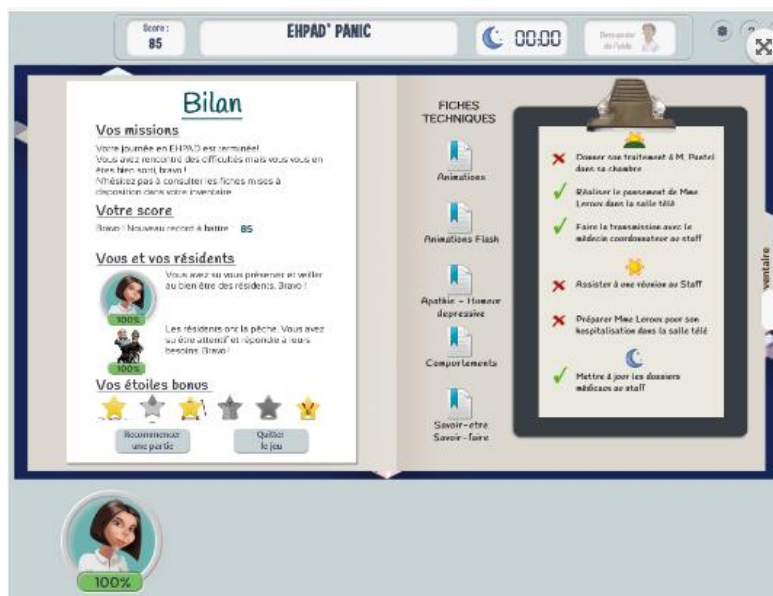 Score :
85
EHPAD' PANIC
00:00
Demander
de l'aide
?
Bilan
Vos missions
Votre journée en EHPAD est terminée!
Vous avez rencontré des difficultés mais vous vous en
êtes bien sorti, bravo !
N'hésitez pas à consulter les fiches mises à
disposition dans votre inventaire.
Votre score
Bravo ! Nouveau record à battre 85
Vous et vos résidents
Vous avez su vous préserver et veiller
au bien être des résidents. Bravo !
100%
Les résidents ont la pêche. Vous avez
su être attentif et répondre à leurs
besoins. Bravo !
100%
Vos étoiles bonus
Recommencer
une partie
Quitter
le jeu
FICHES
TECHNIQUES
Animations
Animations Flash
Apathie - Humeur
depressive
Comportements
Savoir-etre
Savoir-faire
Donner son traitement à M. Pantel
dans sa chambre
Réaliser le pansement de Mme
Leroux dans la salle télé
Faire la transmission avec le
médecin coordonnateur au staff
Assister à une réunion au Staff
Préparer Mme Leroux pour son
hospitalisation dans la salle télé
Mettre à jour les dossiers
médicaux au staff
ventaire
100%